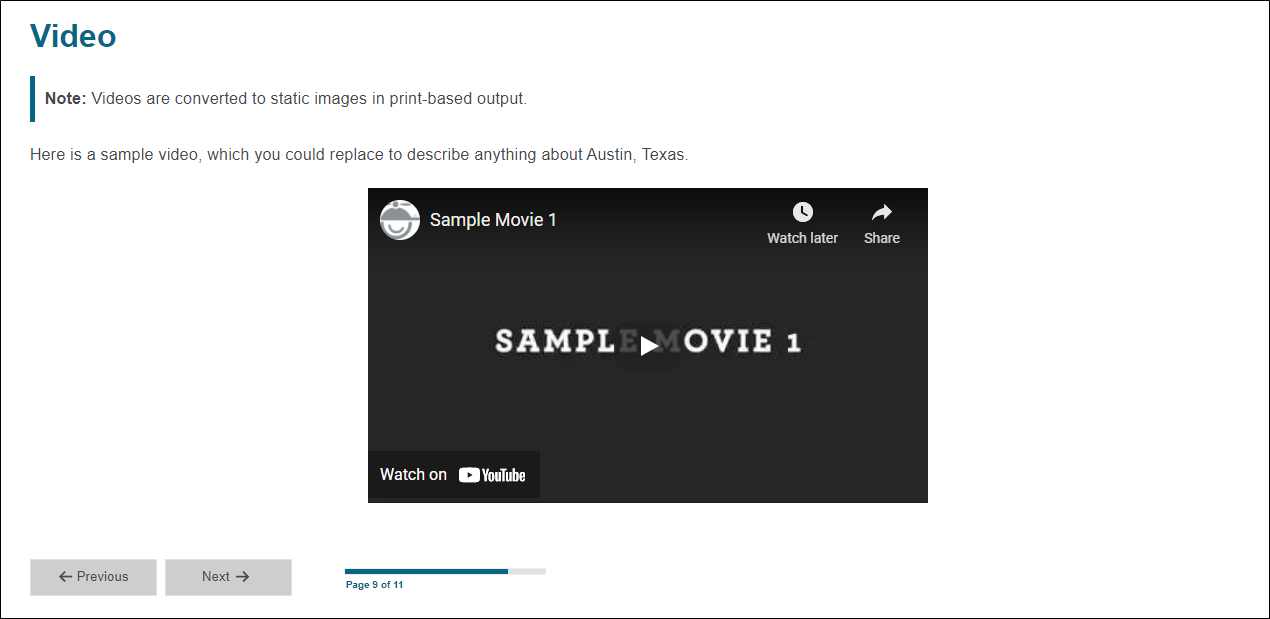 Video
Note: Videos are converted to static images in print-based output.
Here is a sample video, which you could replace to describe anything about Austin, Texas.
Sample Movie 1
Watch later
Share
SAMPLE MOVIE 1
Watch on YouTube
Previous
Next
Page 9 of 11